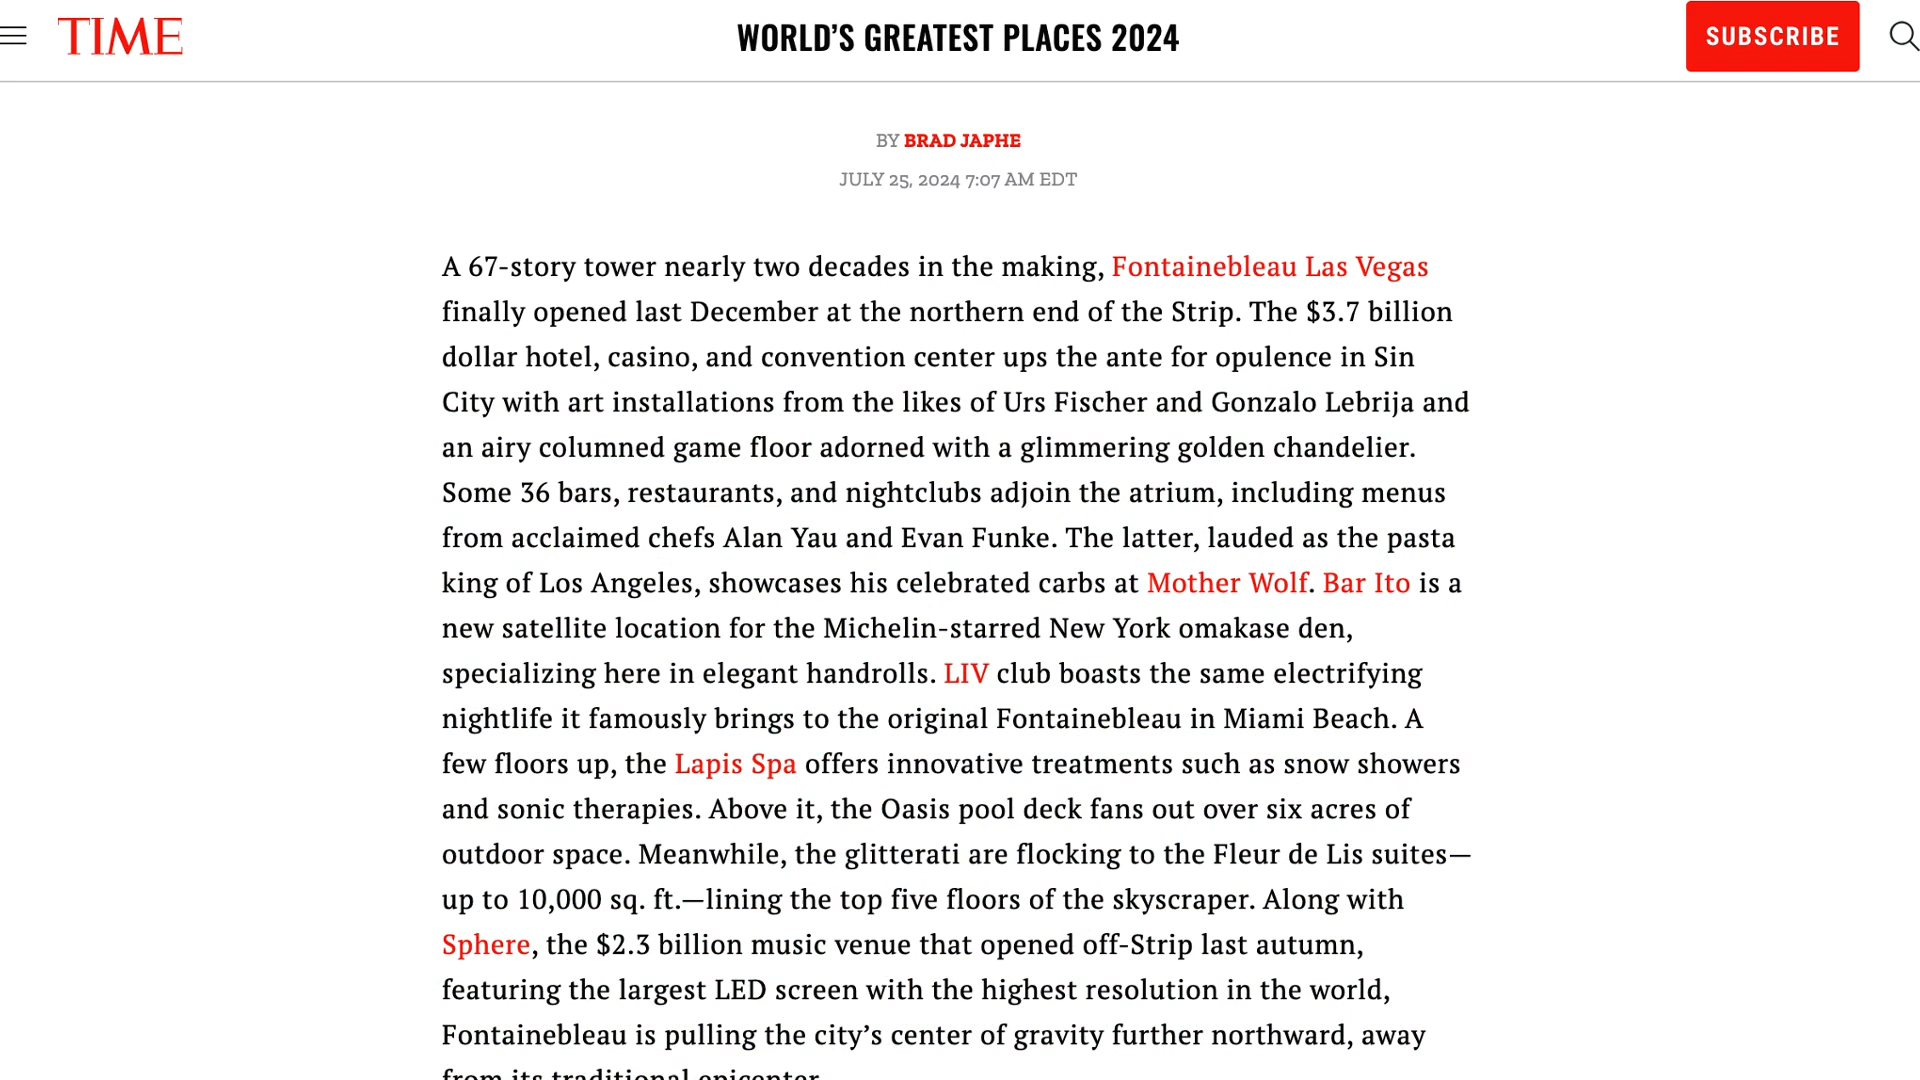 TIME
WORLD'S GREATEST PLACES 2024
SUBSCRIBE
BY BRAD JAPHE
JULY 25, 2024 7:07 AM EDT
A 67-story tower nearly two decades in the making, Fontainebleau Las Vegas
finally opened last December at the northern end of the Strip. The $3.7 billion
dollar hotel, casino, and convention center ups the ante for opulence in Sin
City with art installations from the likes of Urs Fischer and Gonzalo Lebrija and
an airy columned game floor adorned with a glimmering golden chandelier.
Some 36 bars, restaurants, and nightclubs adjoin the atrium, including menus
from acclaimed chefs Alan Yau and Evan Funke. The latter, lauded as the pasta
king of Los Angeles, showcases his celebrated carbs at Mother Wolf. Bar Ito is a
new satellite location for the Michelin-starred New York omakase den,
specializing here in elegant handrolls. LIV club boasts the same electrifying
nightlife it famously brings to the original Fontainebleau in Miami Beach. A
few floors up, the Lapis Spa offers innovative treatments such as snow showers
and sonic therapies. Above it, the Oasis pool deck fans out over six acres of
outdoor space. Meanwhile, the glitterati are flocking to the Fleur de Lis suites—
up to 10,000 sq. ft.—lining the top five floors of the skyscraper. Along with
Sphere, the $2.3 billion music venue that opened off-Strip last autumn,
featuring the largest LED screen with the highest resolution in the world,
Fontainebleau is pulling the city’s center of gravity further northward, away
from its traditional epicenter.